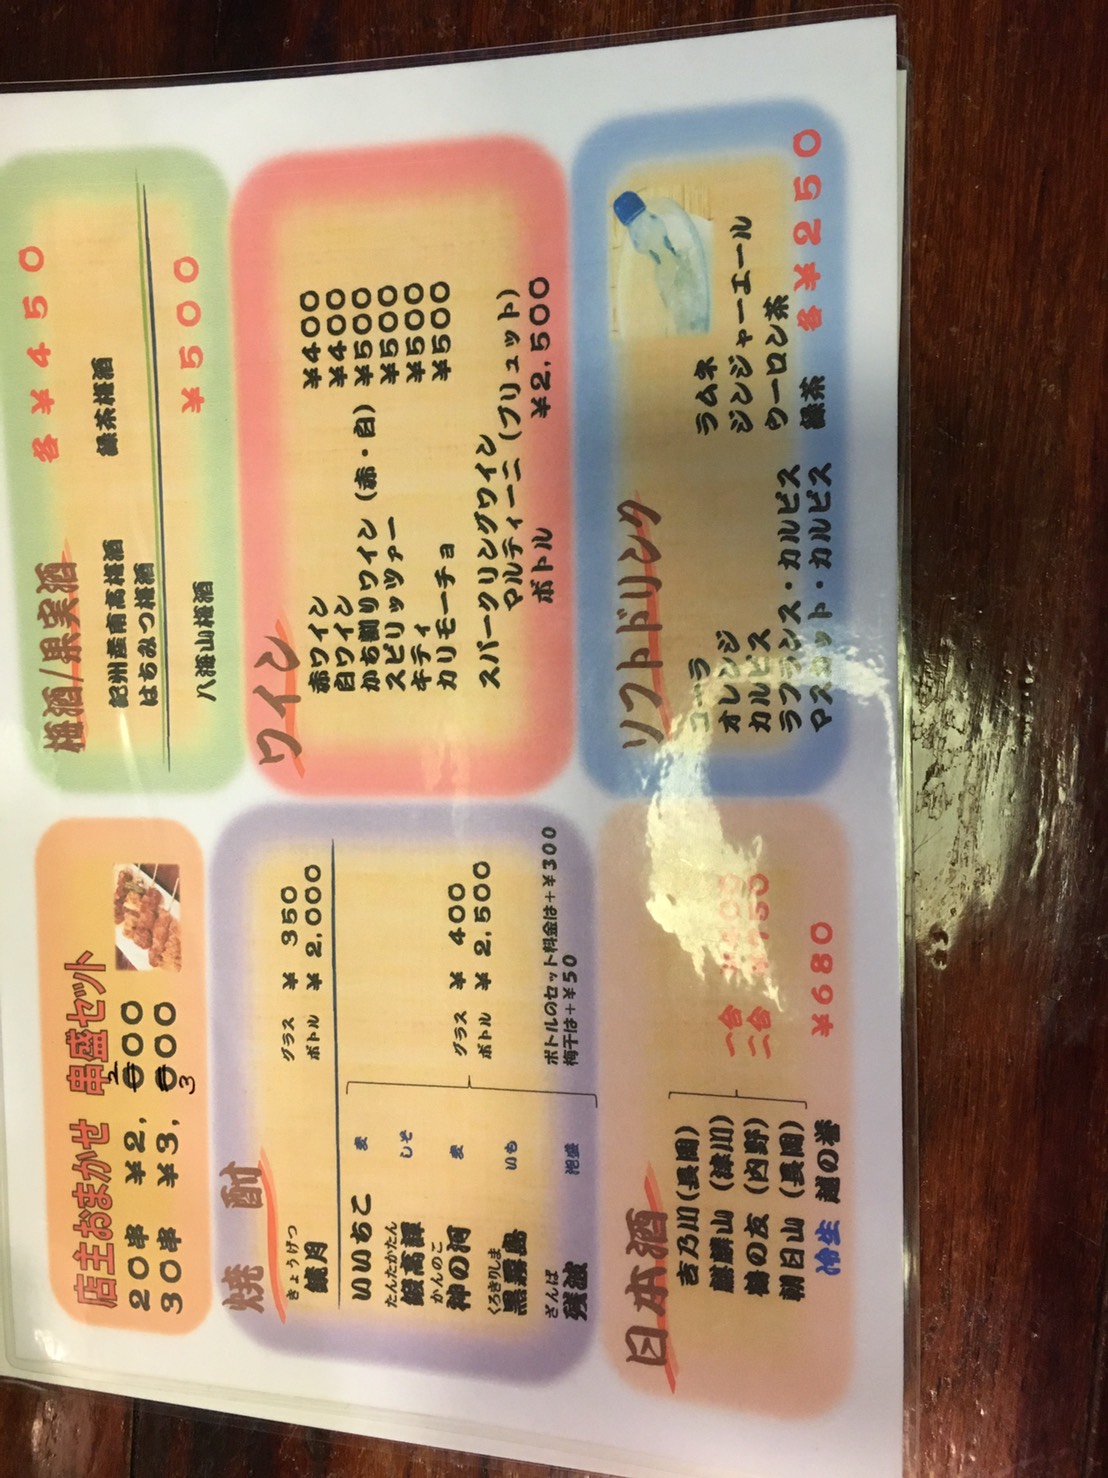 店主おまかせ 串盛セット
20串 ¥2,200
30串 ¥3,300
焼酎
きょうげつ
鏡月
グラス ¥ 350
ボトル ¥ 2,000
いいちこ 麦
たんたかたん
鍛高譚 しそ
かんのこ
神の河 麦
くろきりしま
黒霧島 いも
ざんぱ
残波 泡盛
グラス ¥ 400
ボトル ¥ 2,500
ボトルのセット料金は+¥300
梅干は+¥50
日本酒
吉乃川(長岡)
麒麟山(津川)
鶴の友(内野)
朝日山(長岡)
一合
二合
冷生 越の誉 ¥680
梅酒/果実酒 各¥450
紀州産南高梅酒 緑茶梅酒
はちみつ梅酒
八海山梅酒 ¥500
ワイン
赤ワイン ¥400
白ワイン ¥400
かち割りワイン(赤・白) ¥500
スピリッツァー ¥500
キティ ¥500
カリモーチョ ¥500
スパークリングワイン
マルティーニ(ブリュット)
ボトル ¥2,500
ソフトドリンク
コーラ ラムネ
オレンジ ジンジャーエール
カルピス ウーロン茶
ラフランス・カルピス 緑茶
マスカット・カルピス
各¥250